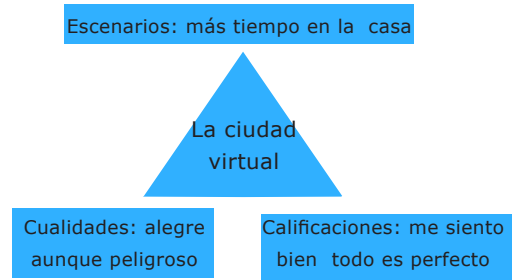 Escenarios: más tiempo en la casa
La ciudad
virtual
Cualidades: alegre
aunque peligroso
Calificaciones: me siento
bien todo es perfecto